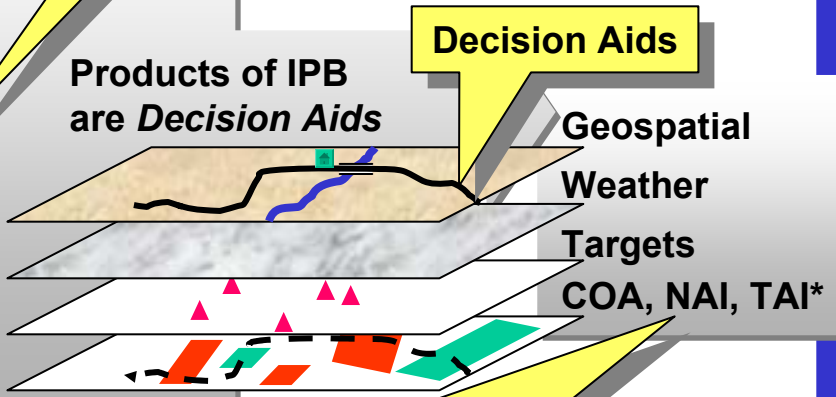 Decision Aids
Products of IPB
are Decision Aids
Geospatial
Weather
Targets
COA, NAI, TAI*